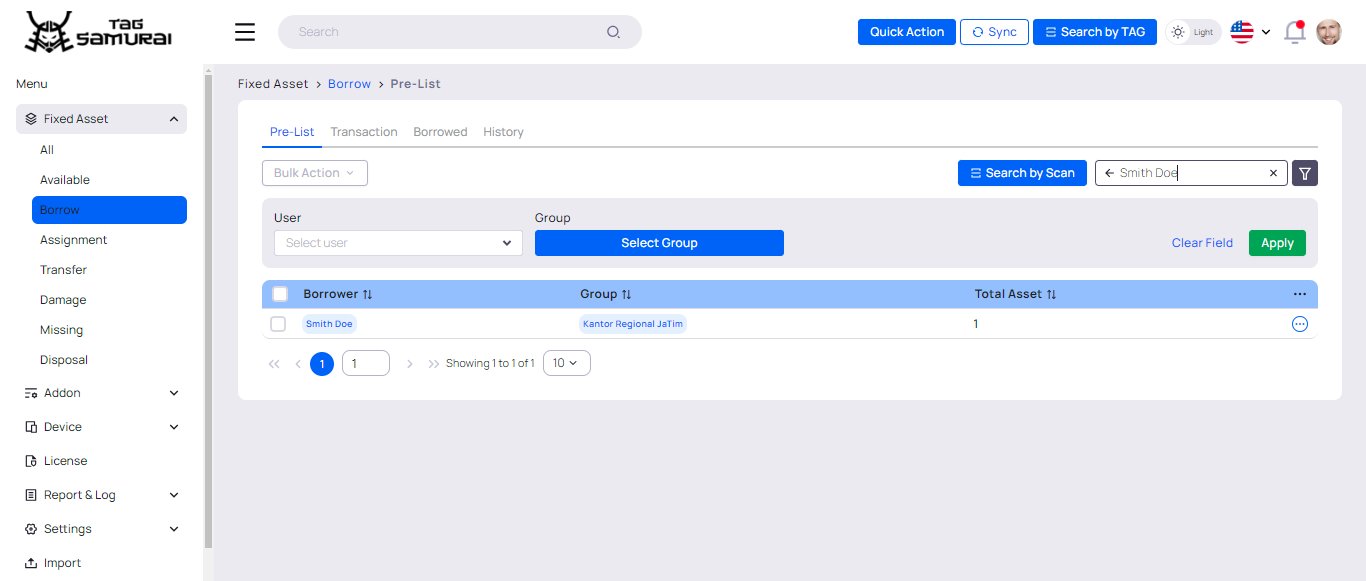 TAG SAMURAI
Search
Quick Action
Sync
Search by TAG
Light
Menu
Fixed Asset
All
Available
Borrow
Assignment
Transfer
Damage
Missing
Disposal
Addon
Device
License
Report & Log
Settings
Import
Fixed Asset > Borrow > Pre-List
Pre-List Transaction Borrowed History
Bulk Action
Search by Scan
Smith Doe
User
Select user
Group
Select Group
Clear Field
Apply
Borrower Group Total Asset
Smith Doe Kantor Regional JaTim 1
1 1 Showing 1 to 1 of 1 10